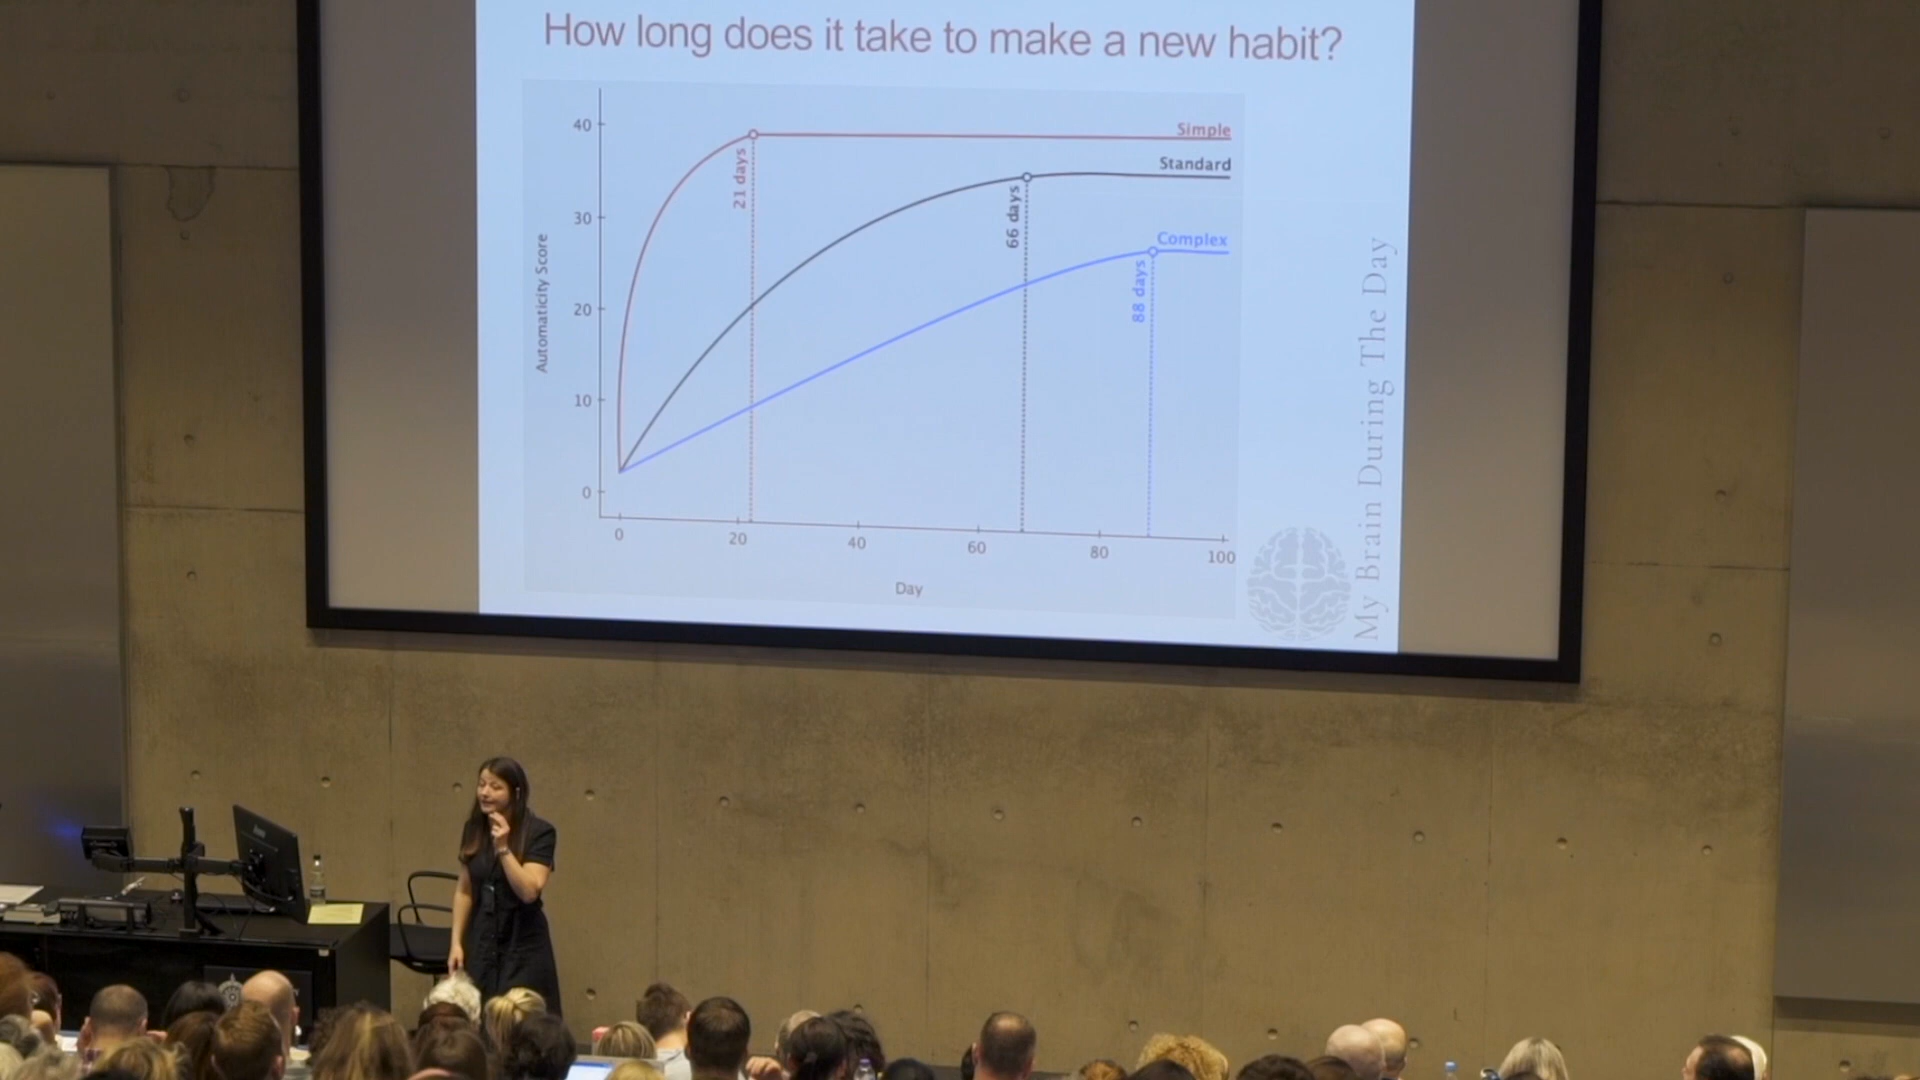 How long does it take to make a new habit?
40
30
20
10
0
Automaticity Score
Simple
Standard
Complex
21 days
66 days
88 days
0
20
40
60
80
100
Day
My Brain During The Day